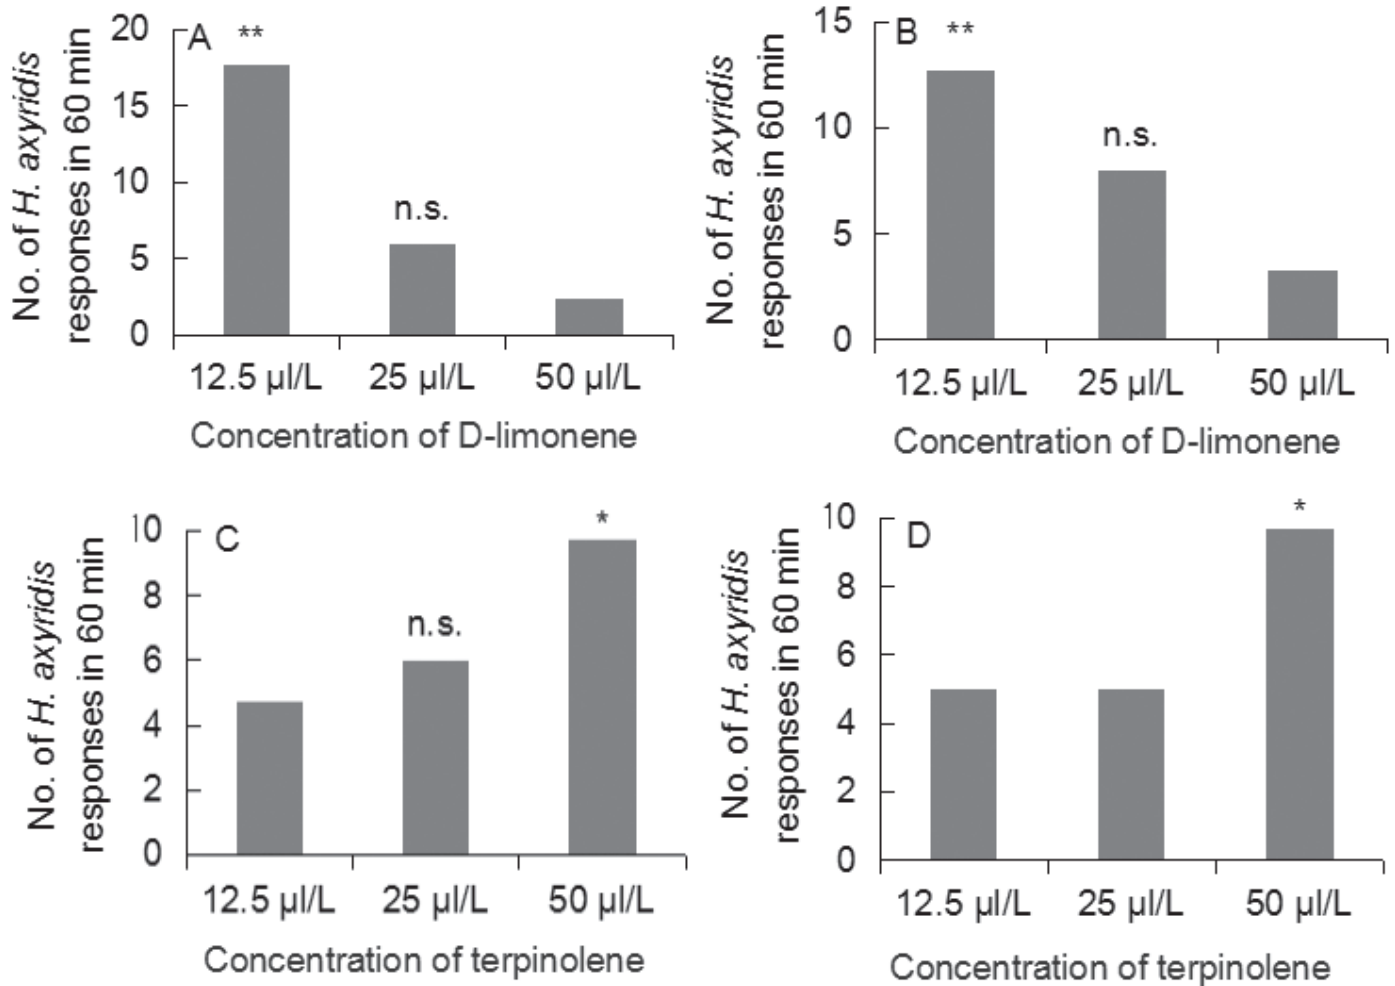 A
**
No. of H. axyridis
responses in 60 min
20
15
10
5
0
n.s.
12.5 µl/L 25 µl/L 50 µl/L
Concentration of D-limonene
B
**
No. of H. axyridis
responses in 60 min
15
10
5
0
n.s.
12.5 µl/L 25 µl/L 50 µl/L
Concentration of D-limonene
C
*
No. of H. axyridis
responses in 60 min
10
8
6
4
2
0
n.s.
12.5 µl/L 25 µl/L 50 µl/L
Concentration of terpinolene
D
*
No. of H. axyridis
responses in 60 min
10
8
6
4
2
0
12.5 µl/L 25 µl/L 50 µl/L
Concentration of terpinolene